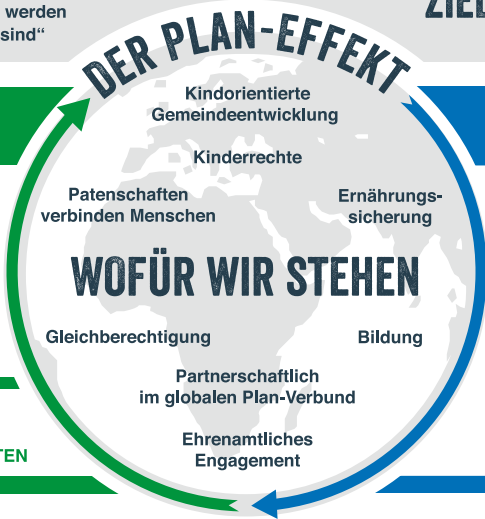 werden
sind“
ZIEL
DER PLAN-EFFEKT
Kindorientierte
Gemeindeentwicklung
Kinderrechte
Patenschaften
verbinden Menschen
Ernährungs-
sicherung
WOFÜR WIR STEHEN
Gleichberechtigung
Bildung
Partnerschaftlich
im globalen Plan-Verbund
Ehrenamtliches
Engagement
TEN